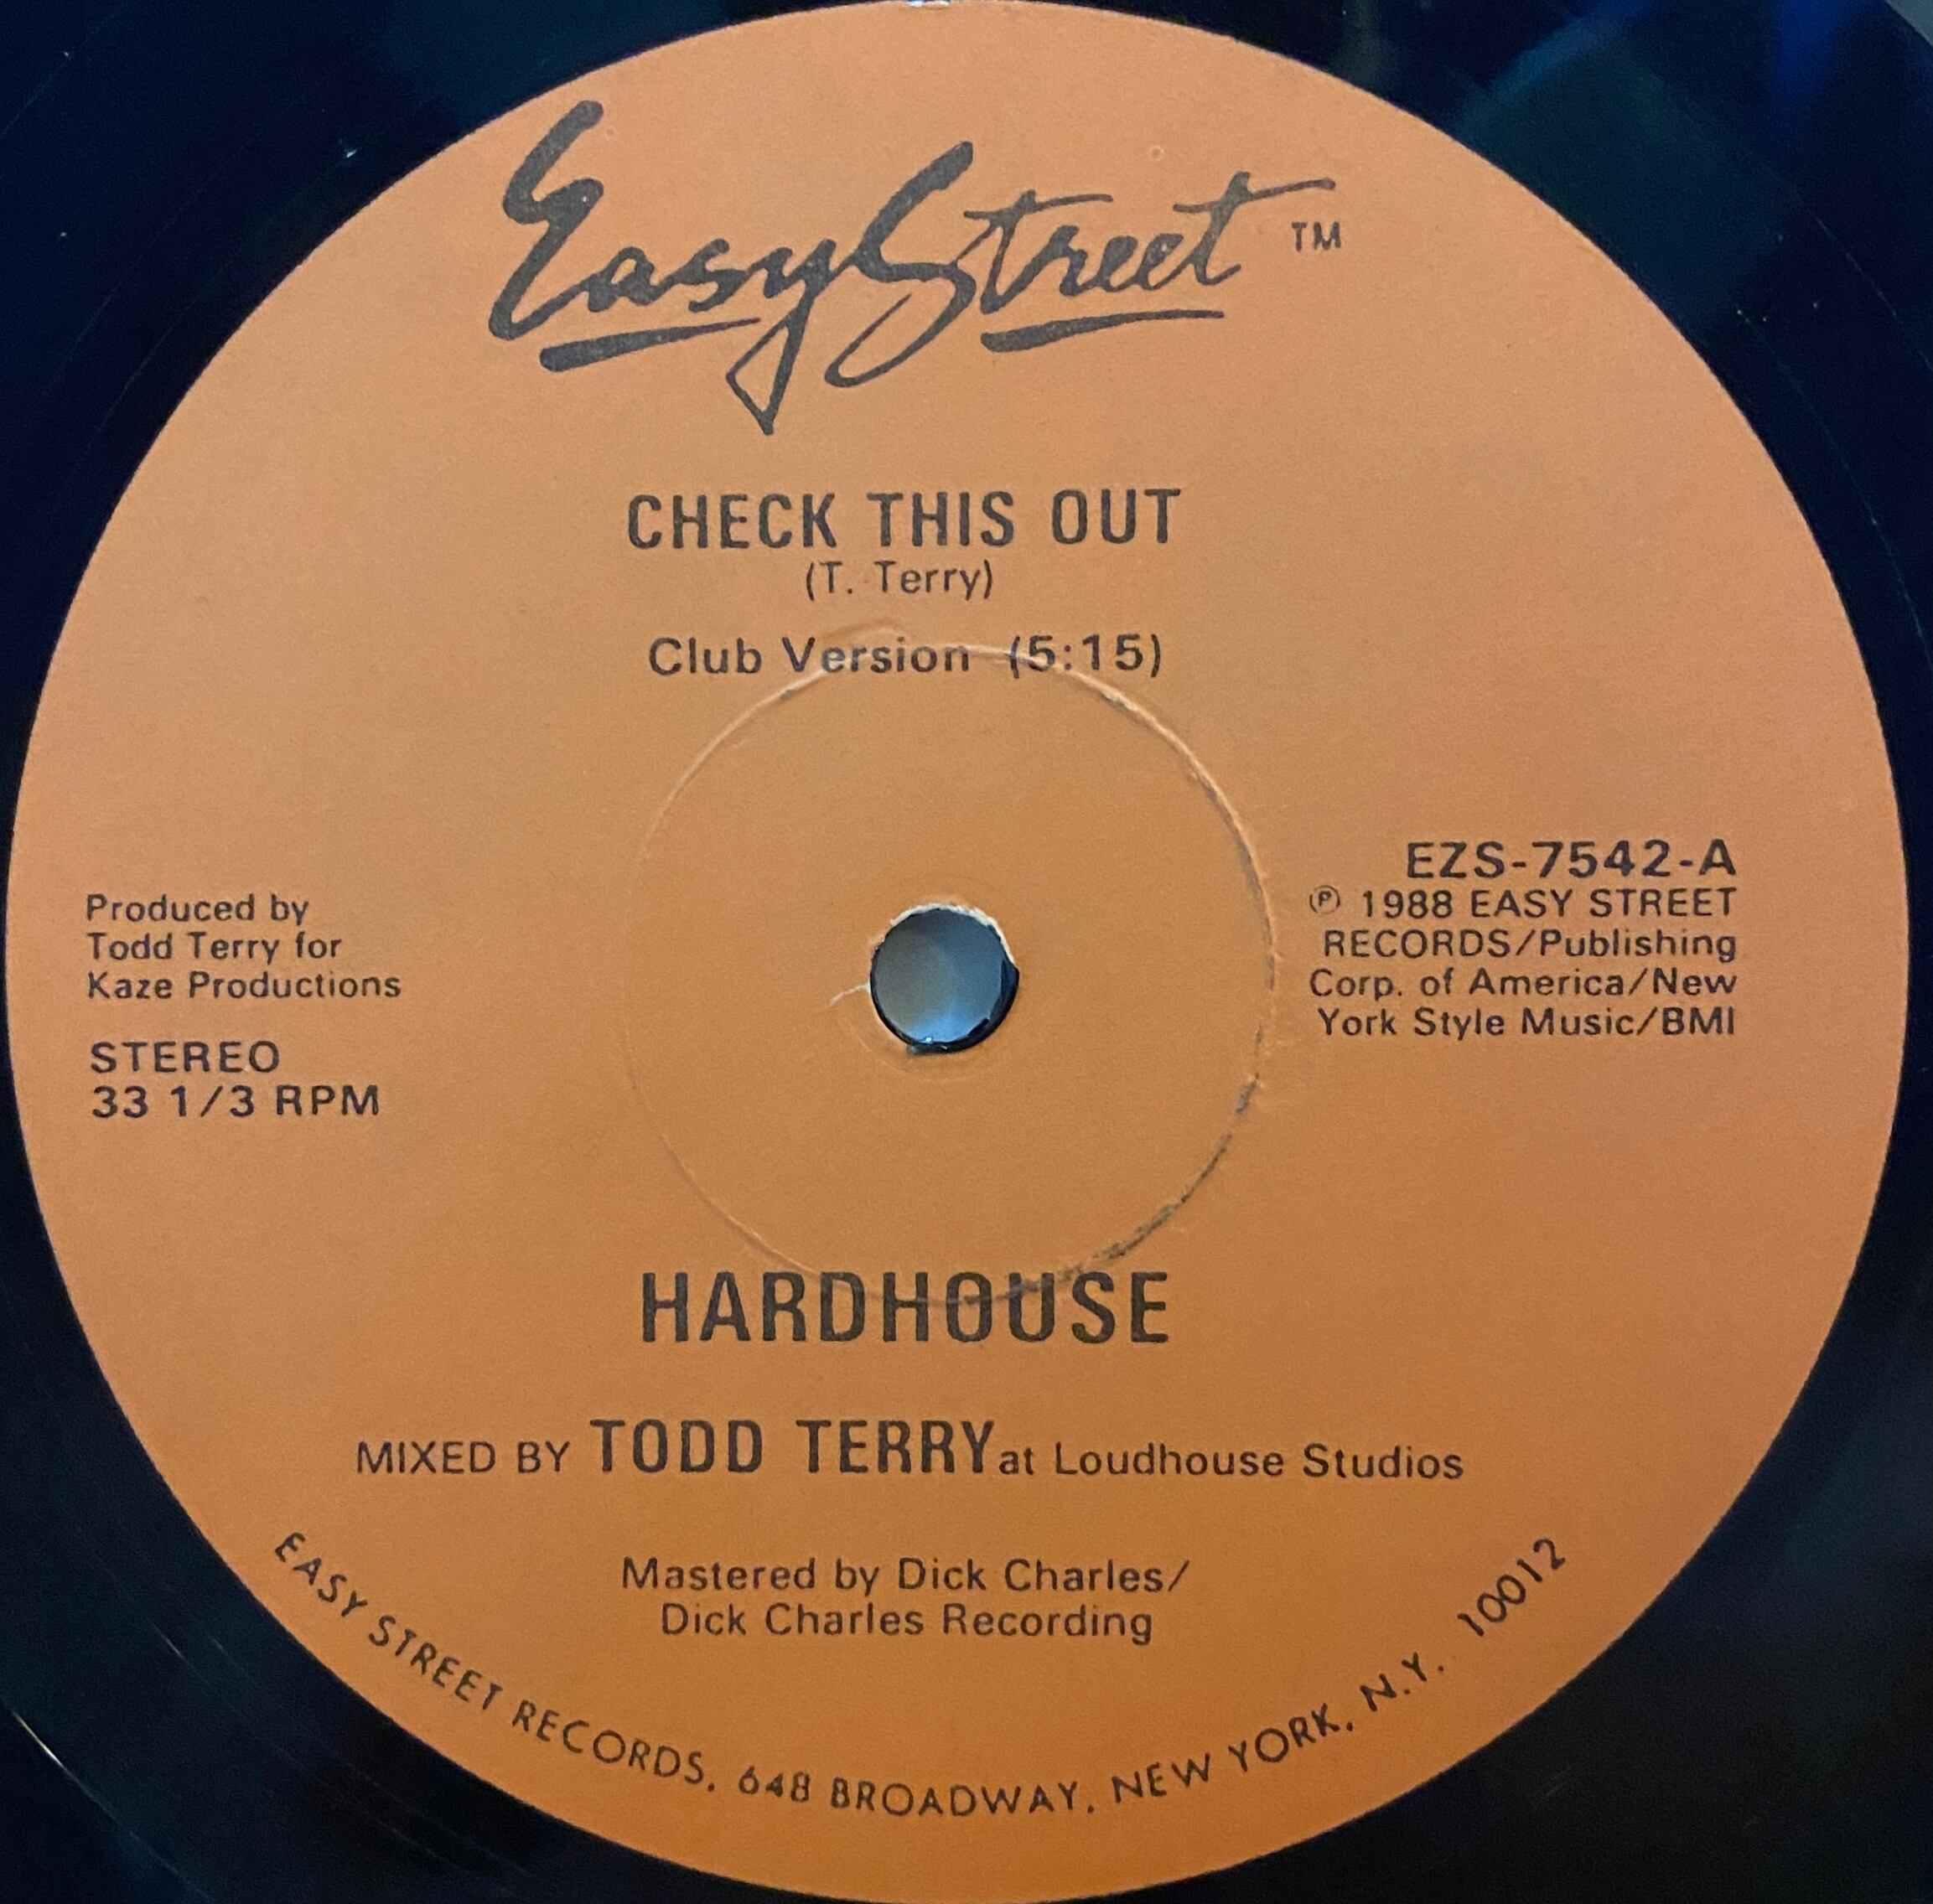 Easy Street ™
CHECK THIS OUT
(T. Terry)
Club Version (5:15)
Produced by
Todd Terry for
Kaze Productions
STEREO
33 1/3 RPM
EZS-7542-A
℗ 1988 EASY STREET
RECORDS/Publishing
Corp. of America/New
York Style Music/BMI
HARDHOUSE
MIXED BY TODD TERRY at Loudhouse Studios
Mastered by Dick Charles/
Dick Charles Recording
EASY STREET RECORDS, 648 BROADWAY, NEW YORK, N.Y. 10012